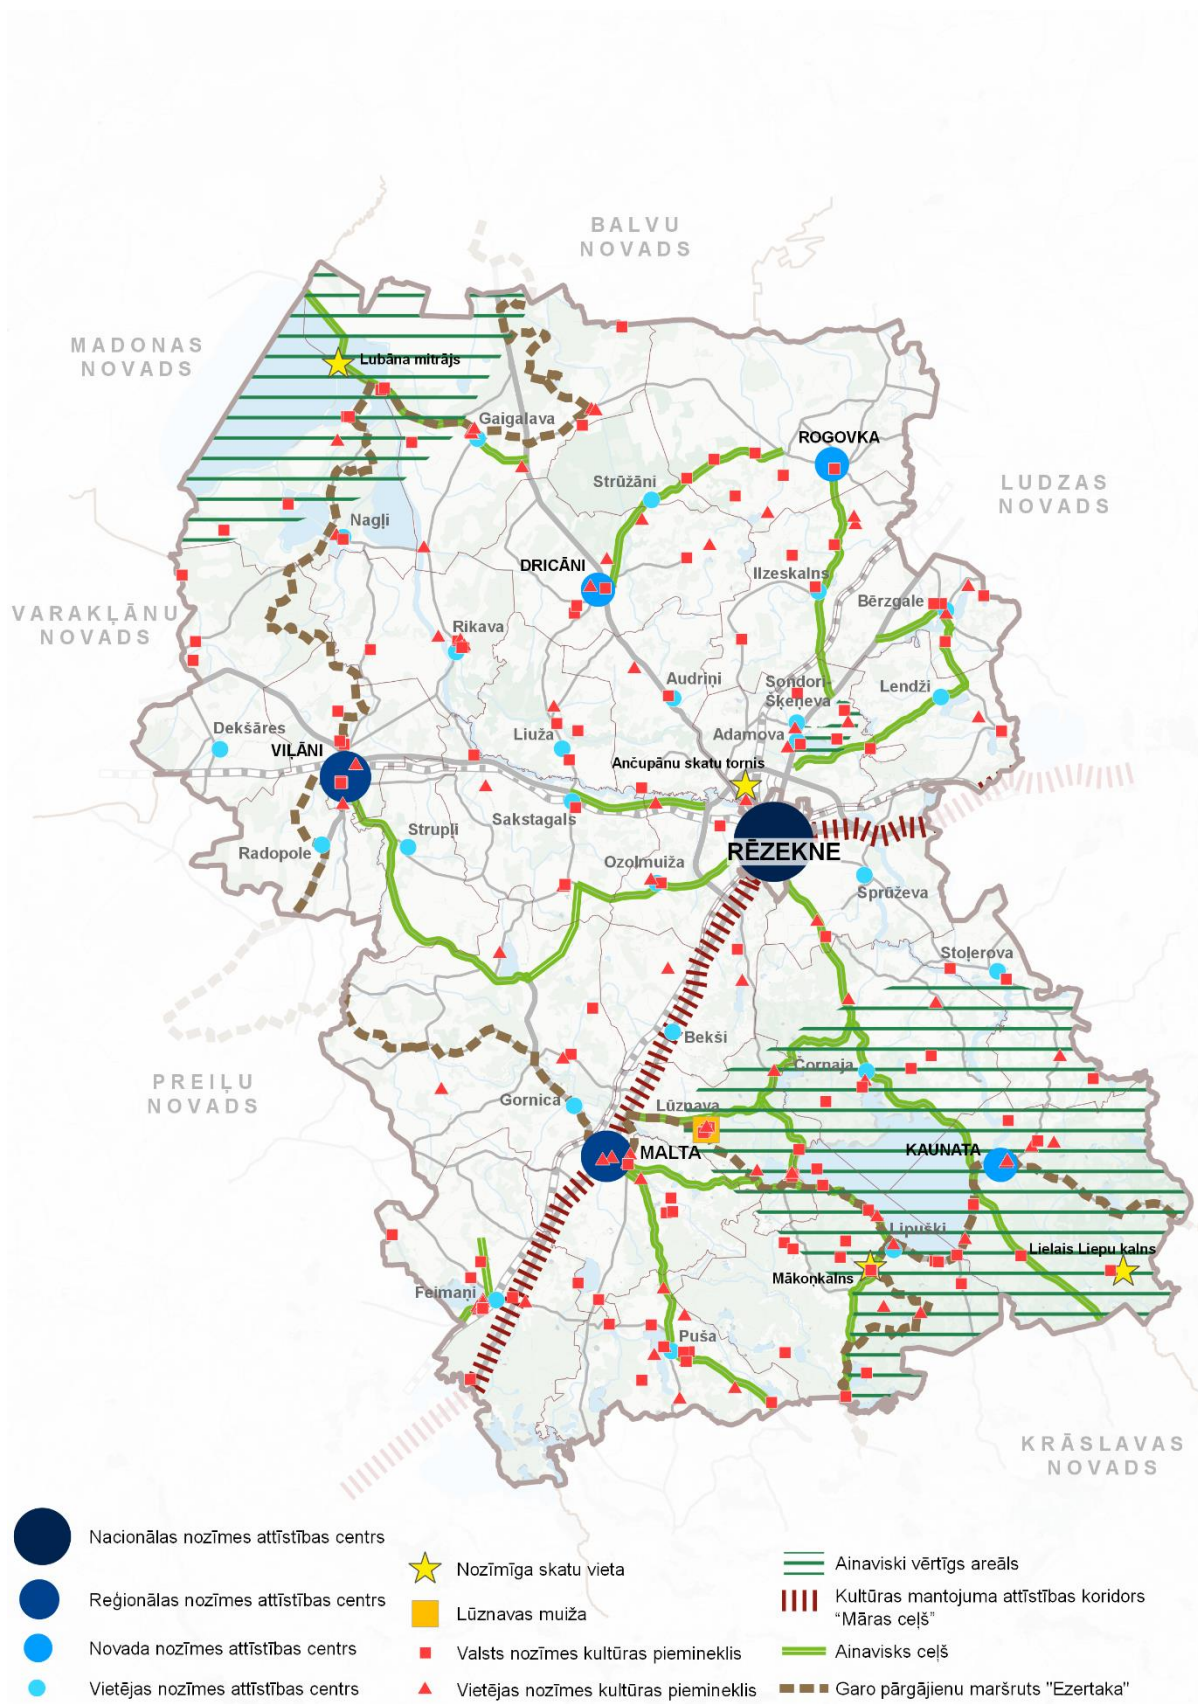 BALVU
NOVADS
MADONAS
NOVADS
Lubāna mitrājs
Gaigalava
ROGOVKA
LUDZAS
NOVADS
Strūžāni
Nagļi
DRICĀNI
Ilzeskalns
Bērzgale
VARAKĻĀNU
NOVADS
Rikava
Audriņi
Sondori-
Šķeņeva
Lendži
Dekšāres
Liuža
Adamova
VIĻĀNI
Ančupānu skatu tornis
Sakstagals
Strupļi
Radopole
RĒZEKNE
Ozolmuiža
Sprūževa
Stoļerova
Bekši
Čornaja
PREIĻU
NOVADS
Gornica
Lūznava
MALTA
KAUNATA
Lipuški
Lielais Liepu kalns
Mākoņkalns
Feimaņi
Puša
KRĀSLAVAS
NOVADS
Nacionālas nozīmes attīstības centrs
Reģionālas nozīmes attīstības centrs
Novada nozīmes attīstības centrs
Vietējas nozīmes attīstības centrs
Nozīmīga skatu vieta
Lūznavas muiža
Valsts nozīmes kultūras piemineklis
Vietējas nozīmes kultūras piemineklis
Ainaviski vērtīgs areāls
Kultūras mantojuma attīstības koridors
“Māras ceļš”
Ainavisks ceļš
Garo pārgājienu maršruts "Ezertaka"